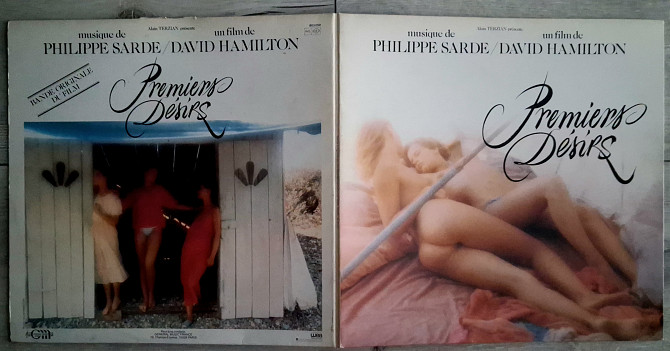 Alain TERZIAN présente
musique de
un film de
PHILIPPE SARDE/DAVID HAMILTON
BANDE ORIGINALE
DU FILM
Premiers
Désirs
Alain TERZIAN présente
musique de
un film de
PHILIPPE SARDE/DAVID HAMILTON
Premiers
Désirs